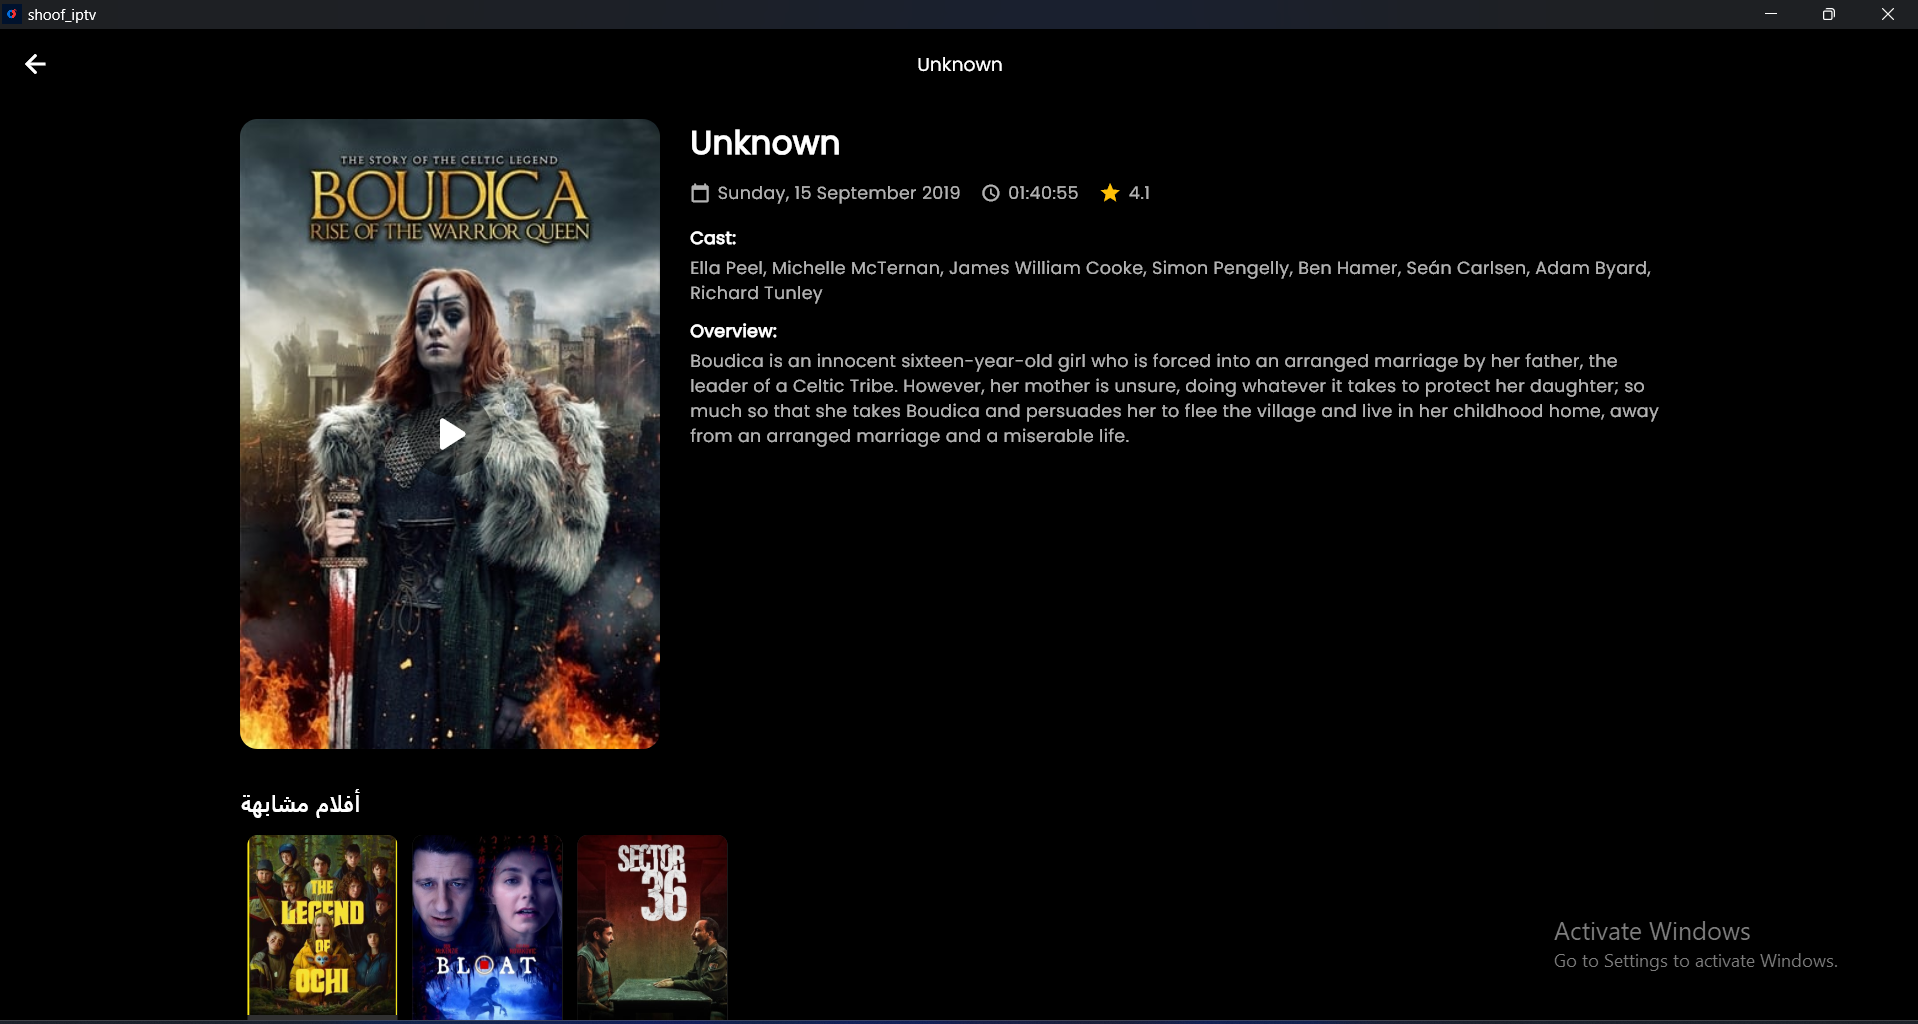 shoof_iptv
Unknown
THE STORY OF THE CELTIC LEGEND
BOUDICA
RISE OF THE WARRIOR QUEEN
Unknown
Sunday, 15 September 2019 01:40:55 4.1
Cast:
Ella Peel, Michelle McTernan, James William Cooke, Simon Pengelly, Ben Hamer, Seán Carlsen, Adam Byard,
Richard Tunley
Overview:
Boudica is an innocent sixteen-year-old girl who is forced into an arranged marriage by her father, the
leader of a Celtic Tribe. However, her mother is unsure, doing whatever it takes to protect her daughter; so
much so that she takes Boudica and persuades her to flee the village and live in her childhood home, away
from an arranged marriage and a miserable life.
أفلام مشابهة
THE
LEGEND
OF
OCHI
BLOAT
SECTOR
36
Activate Windows
Go to Settings to activate Windows.